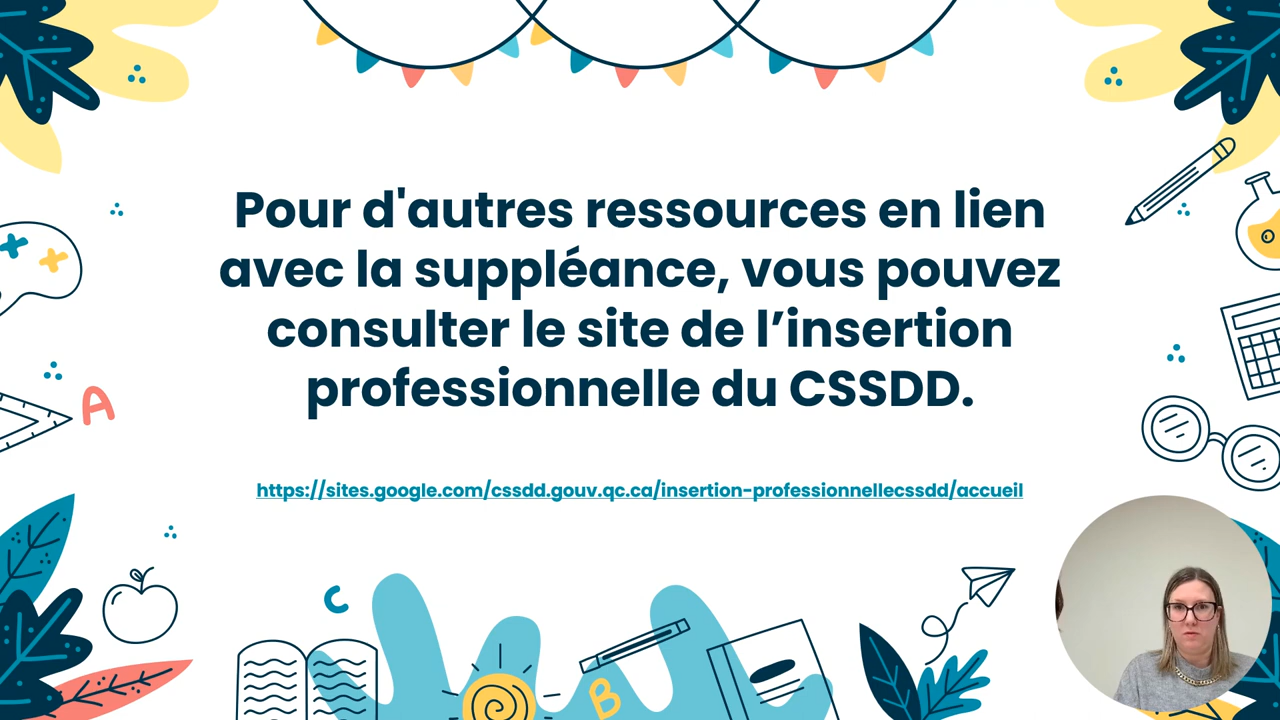 Pour d'autres ressources en lien
avec la suppléance, vous pouvez
consulter le site de l’insertion
professionnelle du CSSDD.
https://sites.google.com/cssdd.gouv.qc.ca/insertion-professionnellecssdd/accueil
A
C
B